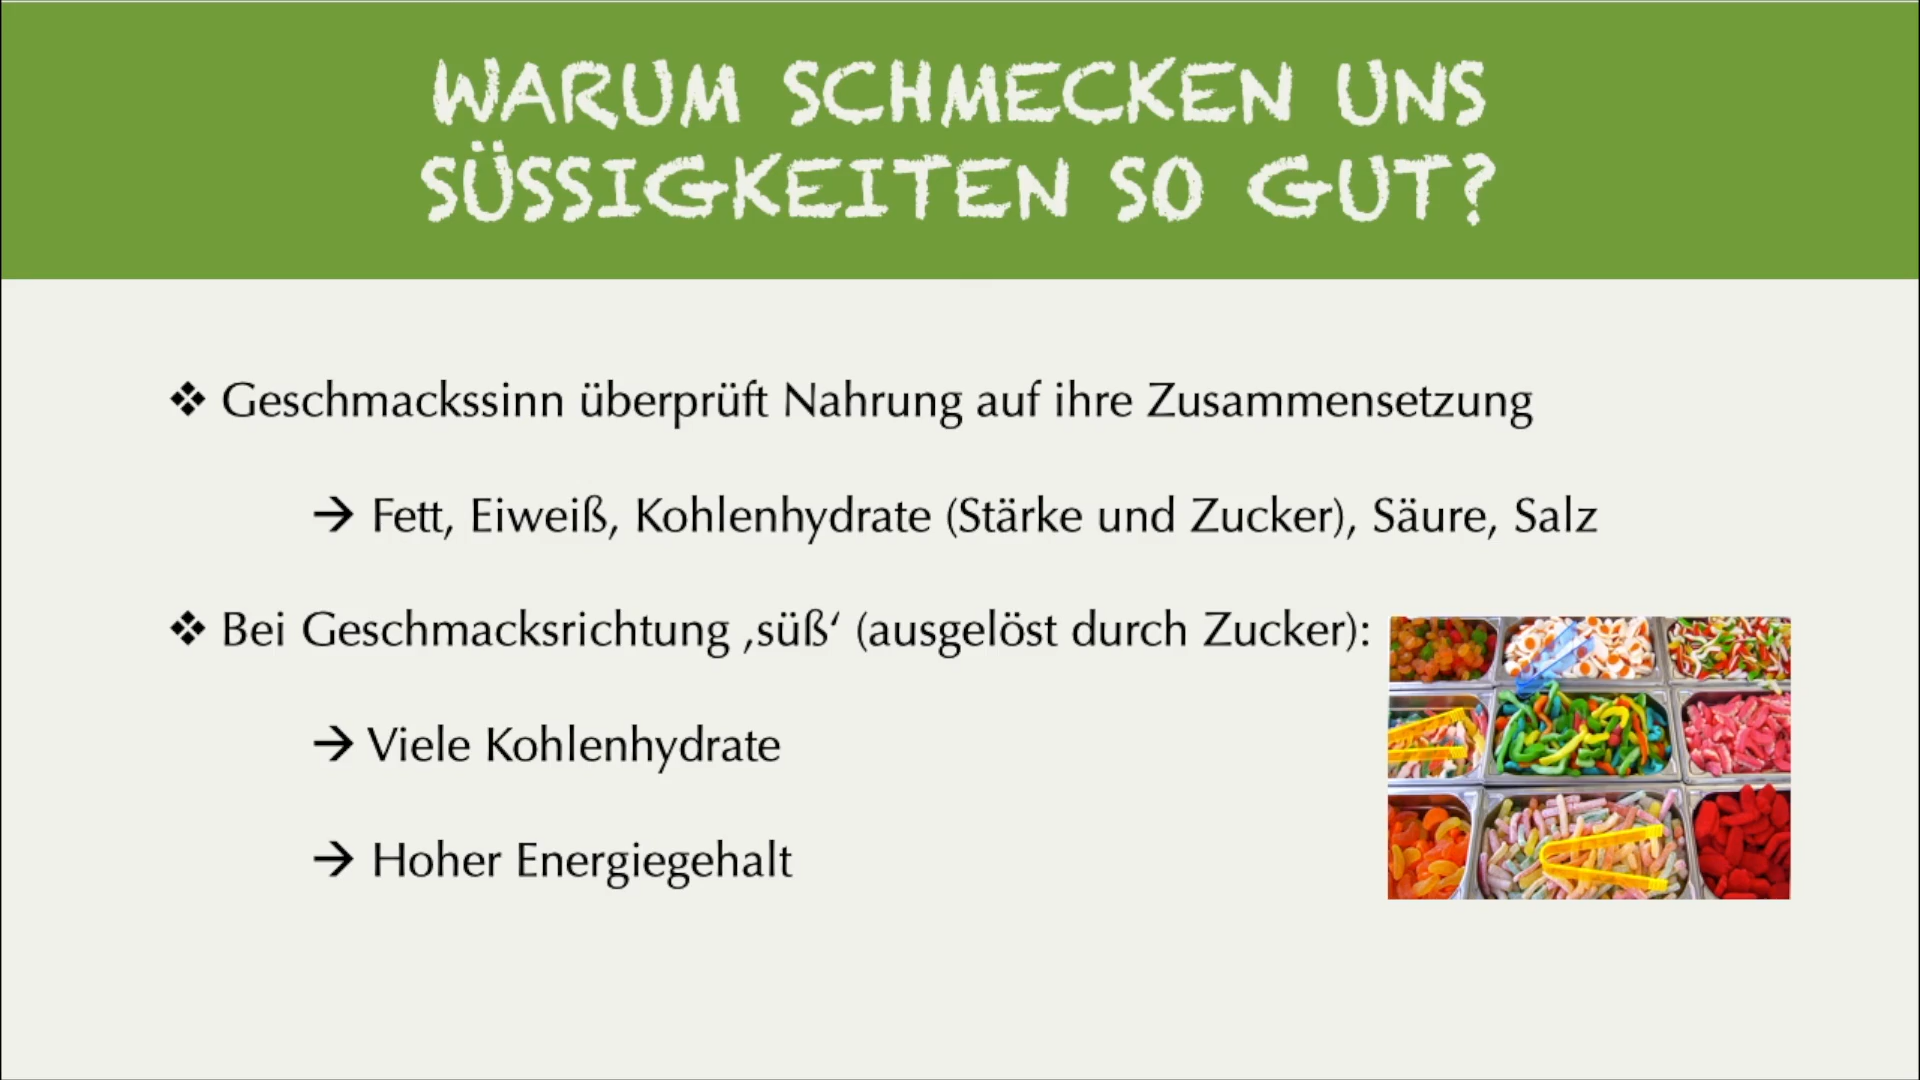 WARUM SCHMECKEN UNS
SÜSSIGKEITEN SO GUT?
❖ Geschmackssinn überprüft Nahrung auf ihre Zusammensetzung
→ Fett, Eiweiß, Kohlenhydrate (Stärke und Zucker), Säure, Salz
❖ Bei Geschmacksrichtung ‚süß‘ (ausgelöst durch Zucker):
→ Viele Kohlenhydrate
→ Hoher Energiegehalt